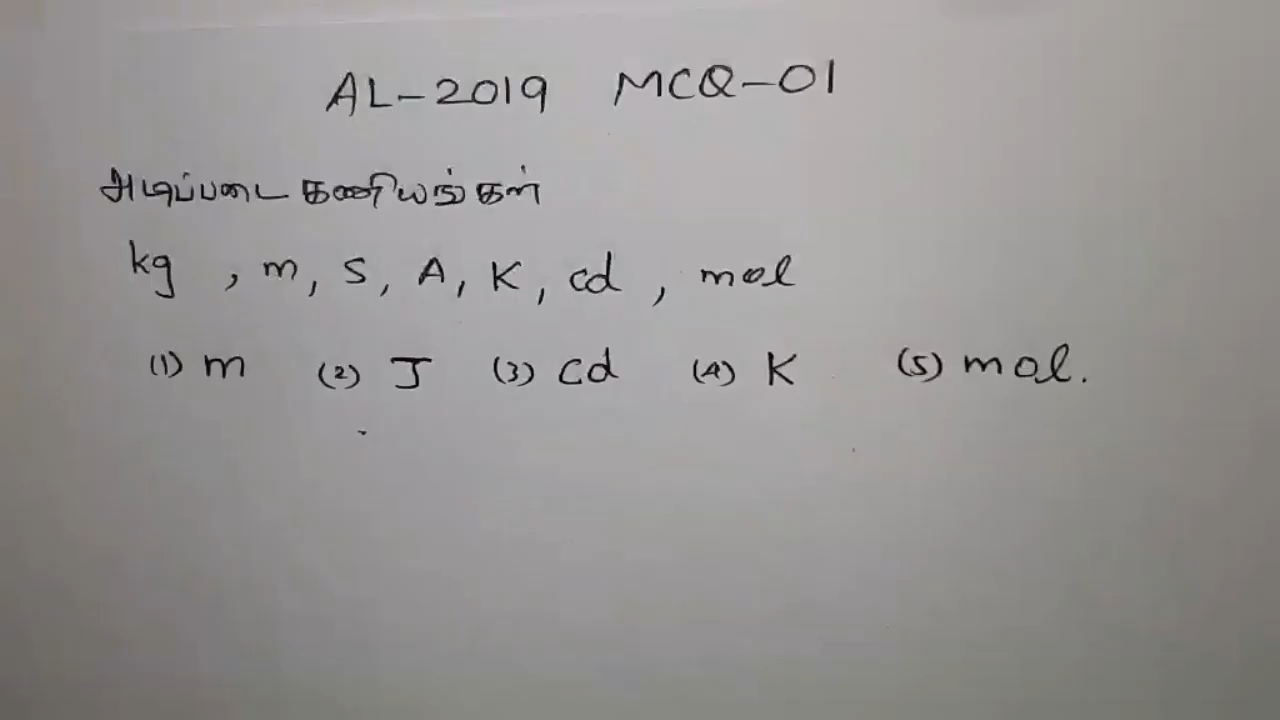 AL-2019 MCQ-01
அடிப்படை கணியங்கள்
kg , m, S, A, K, cd , mol
(1) m (2) J (3) cd (4) K (5) mol.